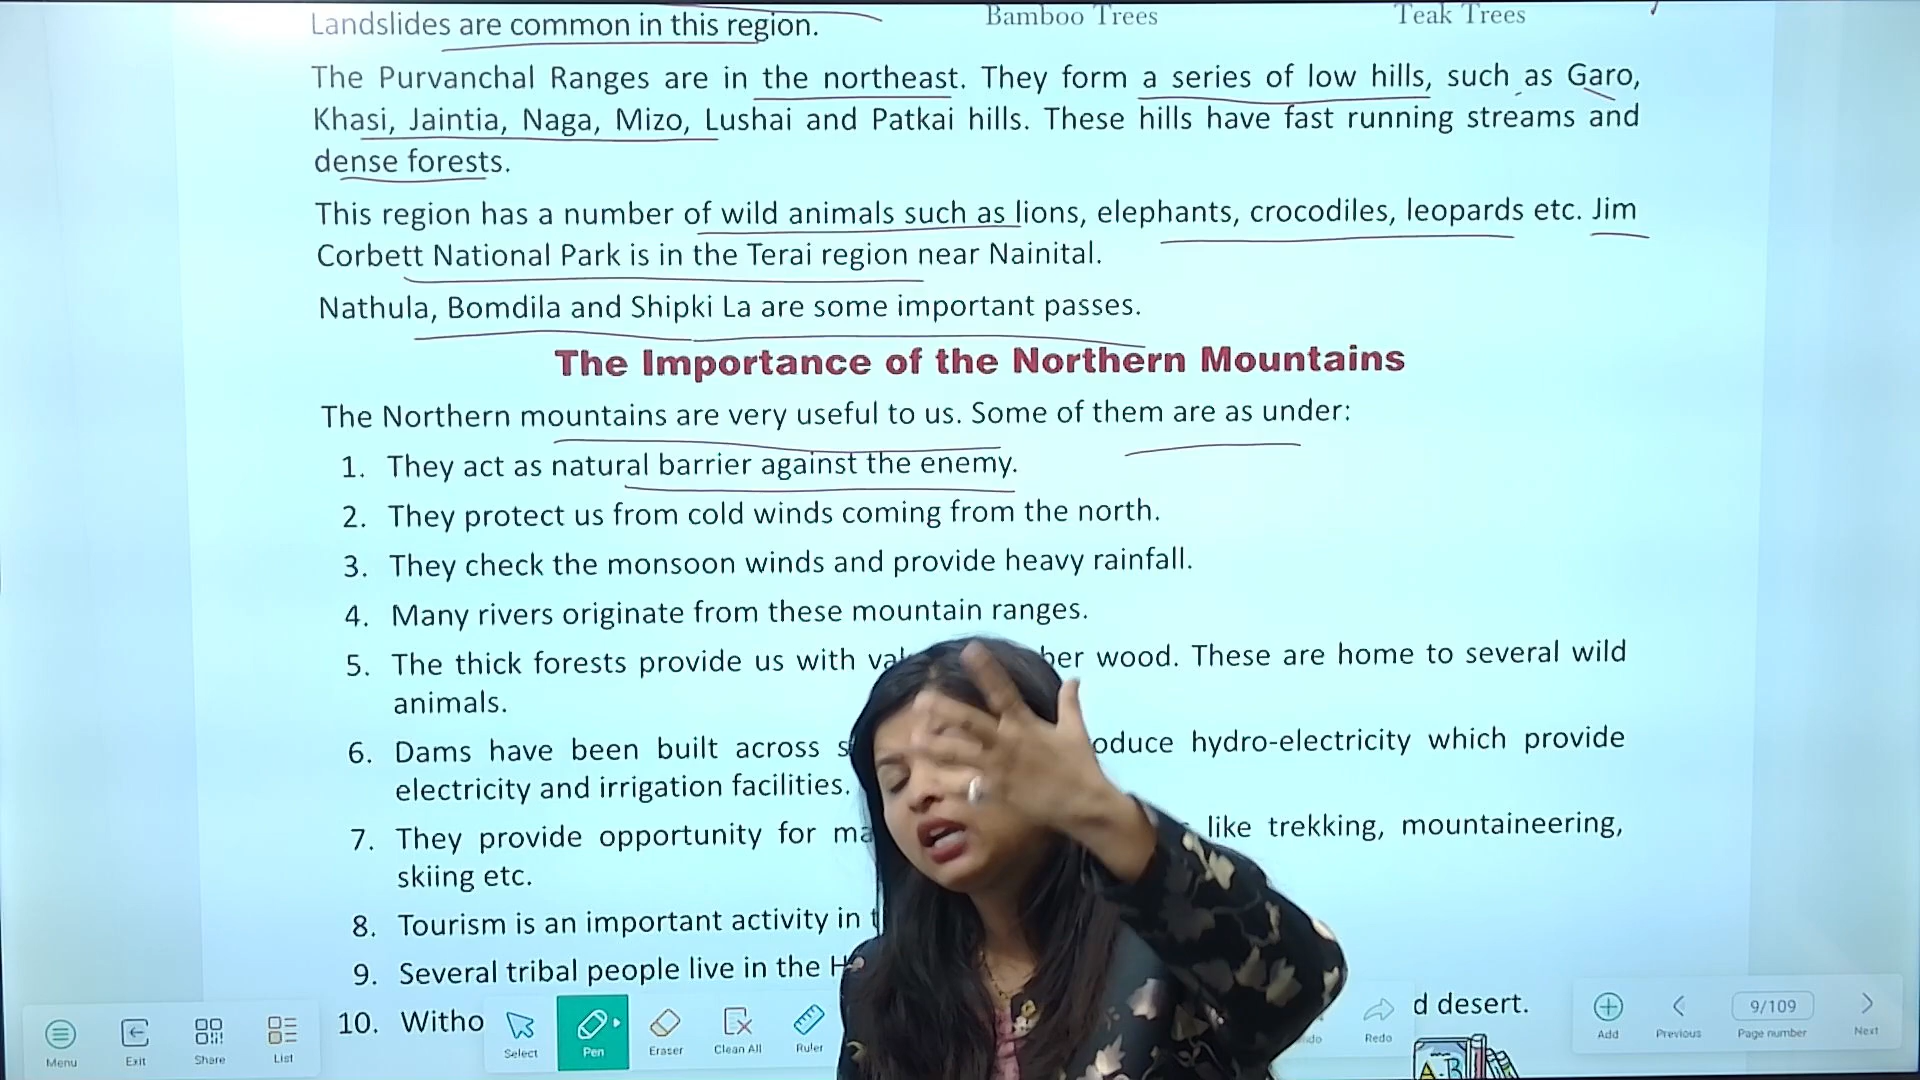 Landslides are common in this region.
Bamboo Trees
Teak Trees
The Purvanchal Ranges are in the northeast. They form a series of low hills, such as Garo,
Khasi, Jaintia, Naga, Mizo, Lushai and Patkai hills. These hills have fast running streams and
dense forests.
This region has a number of wild animals such as lions, elephants, crocodiles, leopards etc. Jim
Corbett National Park is in the Terai region near Nainital.
Nathula, Bomdila and Shipki La are some important passes.
The Importance of the Northern Mountains
The Northern mountains are very useful to us. Some of them are as under:
1. They act as natural barrier against the enemy.
2. They protect us from cold winds coming from the north.
3. They check the monsoon winds and provide heavy rainfall.
4. Many rivers originate from these mountain ranges.
5. The thick forests provide us with wood. These are home to several wild
animals.
6. Dams have been built across hydro-electricity which provide
electricity and irrigation facilities.
7. They provide opportunity for like trekking, mountaineering,
skiing etc.
8. Tourism is an important activity in
9. Several tribal people live in the
10. desert.
Menu
Exit
Share
List
Select
Pen
Eraser
Clean All
Ruler
Redo
Add
Previous
9/109
Page number
Next
A-B